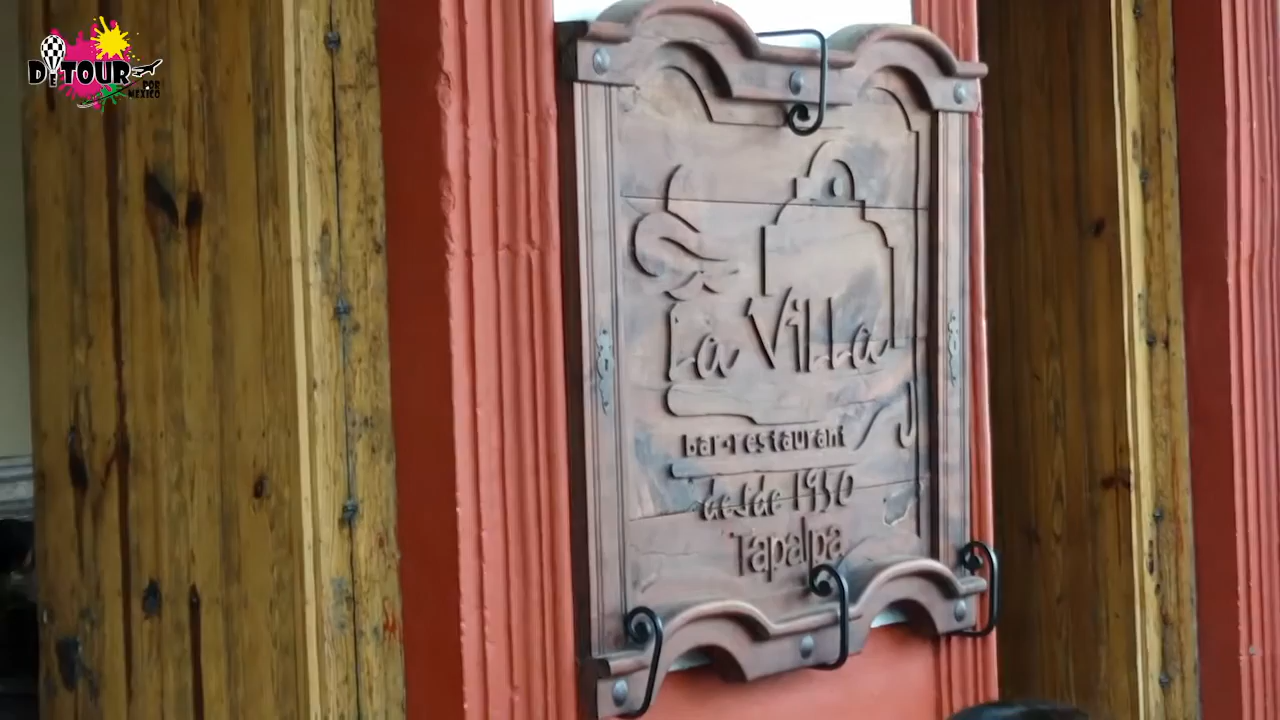 DeTOUR
POR
MEXICO
La Villa
bar-restaurant
desde 1950
Tapalpa